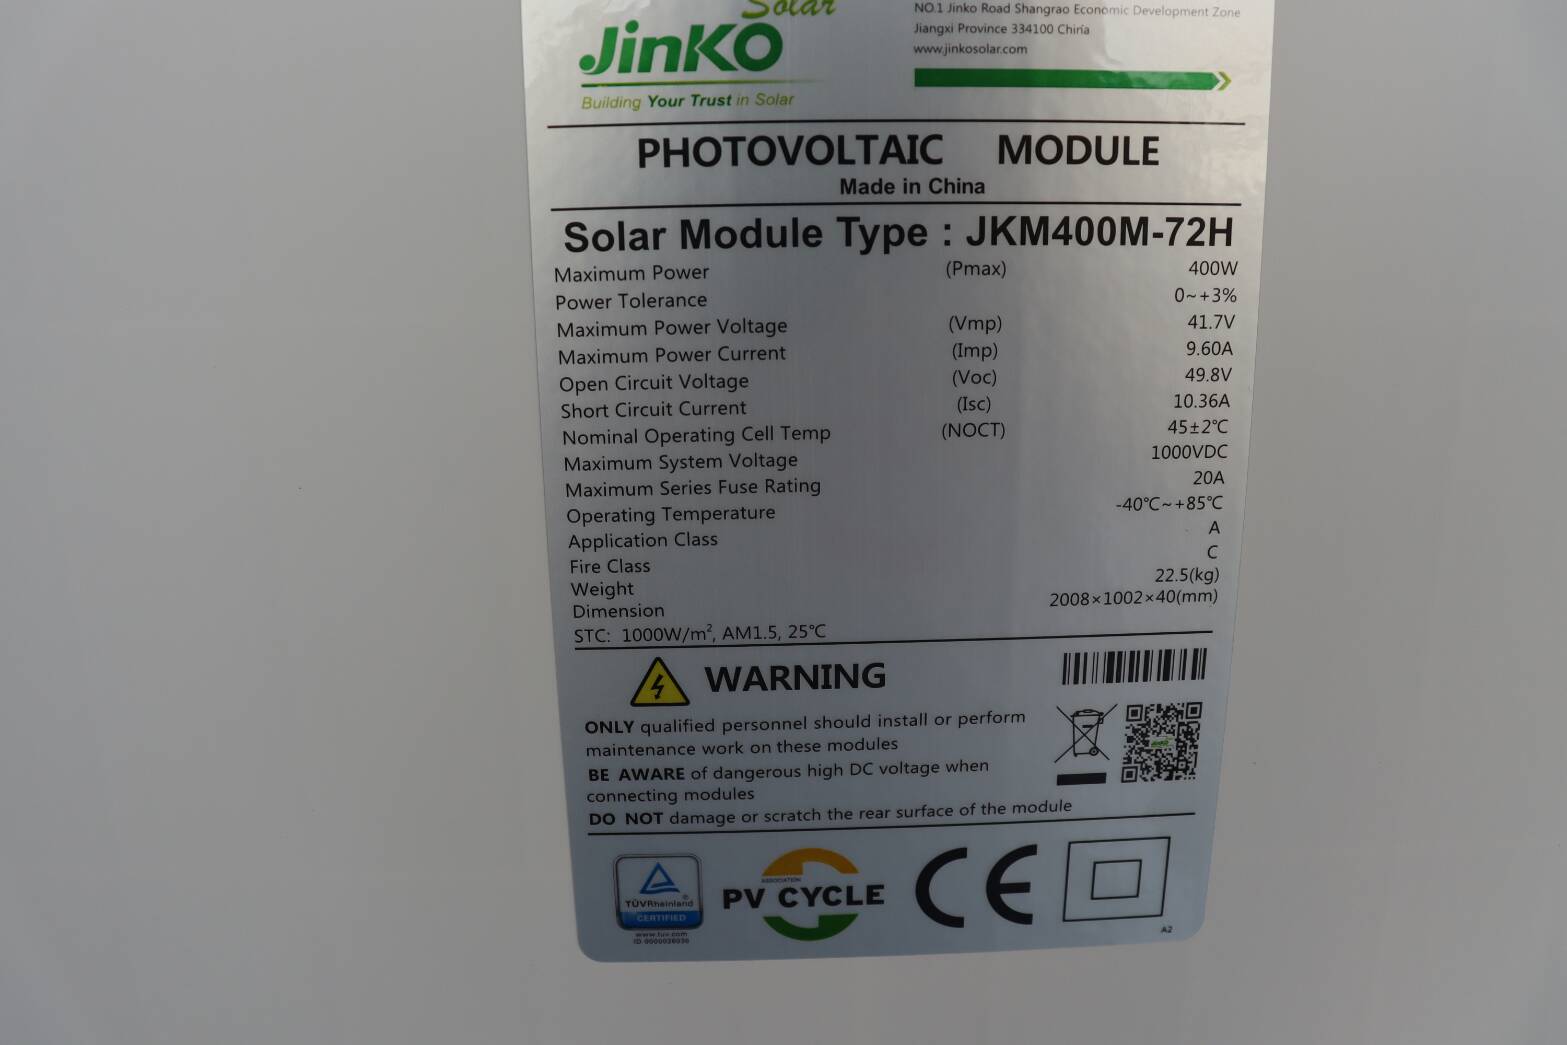 Solar
JinKO
Building Your Trust in Solar
NO.1 Jinko Road Shangrao Economic Development Zone
Jiangxi Province 334100 China
www.jinkosolar.com
PHOTOVOLTAIC MODULE
Made in China
Solar Module Type : JKM400M-72H
Maximum Power (Pmax) 400W
Power Tolerance 0~+3%
Maximum Power Voltage (Vmp) 41.7V
Maximum Power Current (Imp) 9.60A
Open Circuit Voltage (Voc) 49.8V
Short Circuit Current (Isc) 10.36A
Nominal Operating Cell Temp (NOCT) 45±2℃
Maximum System Voltage 1000VDC
Maximum Series Fuse Rating 20A
Operating Temperature -40℃~+85℃
Application Class A
Fire Class C
Weight 22.5(kg)
Dimension 2008×1002×40(mm)
STC: 1000W/m², AM1.5, 25℃
WARNING
ONLY qualified personnel should install or perform
maintenance work on these modules
BE AWARE of dangerous high DC voltage when
connecting modules
DO NOT damage or scratch the rear surface of the module
JinKO
TÜVRheinland®
CERTIFIED
www.tuv.com
ID 0000026036
ASSOCIATION
PV CYCLE
CE
A2